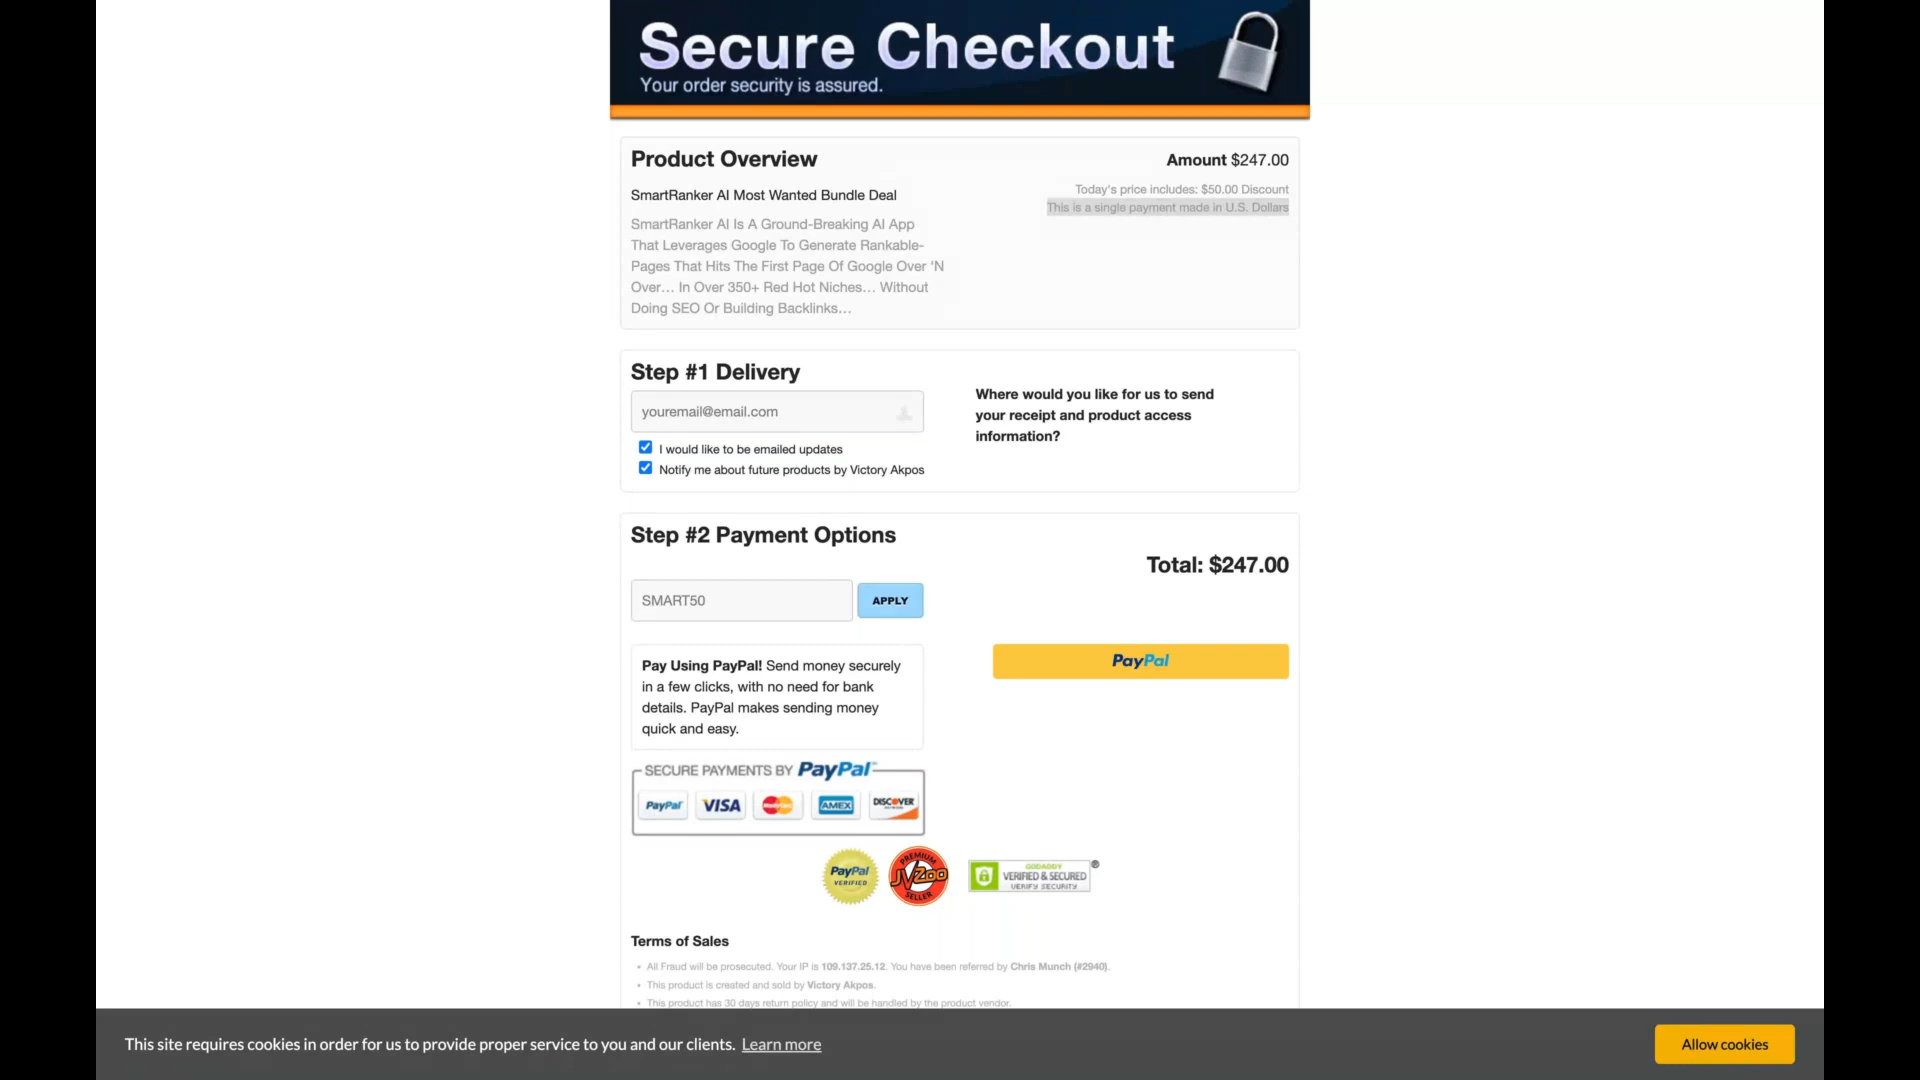 Secure Checkout
Your order security is assured.
Product Overview
Amount $247.00
SmartRanker AI Most Wanted Bundle Deal
Today's price includes: $50.00 Discount
This is a single payment made in U.S. Dollars
SmartRanker AI Is A Ground-Breaking AI App
That Leverages Google To Generate Rankable-
Pages That Hits The First Page Of Google Over ‘N
Over… In Over 350+ Red Hot Niches… Without
Doing SEO Or Building Backlinks…
Step #1 Delivery
youremail@email.com
I would like to be emailed updates
Notify me about future products by Victory Akpos
Where would you like for us to send
your receipt and product access
information?
Step #2 Payment Options
Total: $247.00
SMART50
APPLY
Pay Using PayPal! Send money securely
in a few clicks, with no need for bank
details. PayPal makes sending money
quick and easy.
PayPal
SECURE PAYMENTS BY PayPal
PayPal VISA MasterCard AMEX DISCOVER
PayPal
VERIFIED
PREMIUM
JVZoo
SELLER
GODADDY
VERIFIED & SECURED
VERIFY SECURITY
®
Terms of Sales
• All Fraud will be prosecuted. Your IP is 109.137.25.12. You have been referred by Chris Munch (#2940).
• This product is created and sold by Victory Akpos.
• This product has 30 days return policy and will be handled by the product vendor.
This site requires cookies in order for us to provide proper service to you and our clients. Learn more
Allow cookies